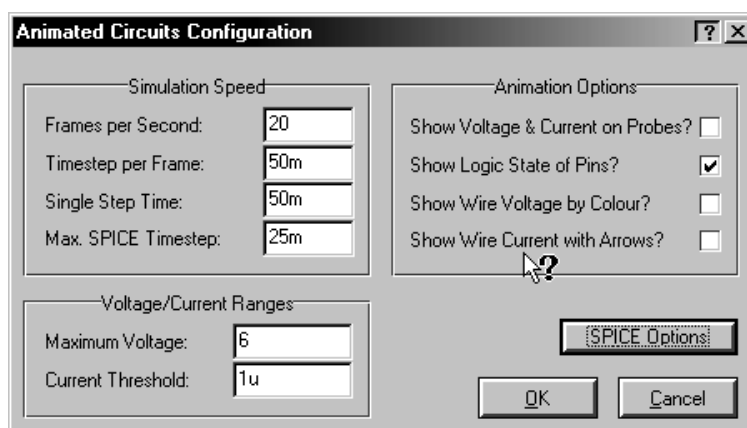 Animated Circuits Configuration
Simulation Speed
Frames per Second: 20
Timestep per Frame: 50m
Single Step Time: 50m
Max. SPICE Timestep: 25m
Animation Options
Show Voltage & Current on Probes?
Show Logic State of Pins?
Show Wire Voltage by Colour?
Show Wire Current with Arrows?
Voltage/Current Ranges
Maximum Voltage: 6
Current Threshold: 1u
SPICE Options
OK
Cancel